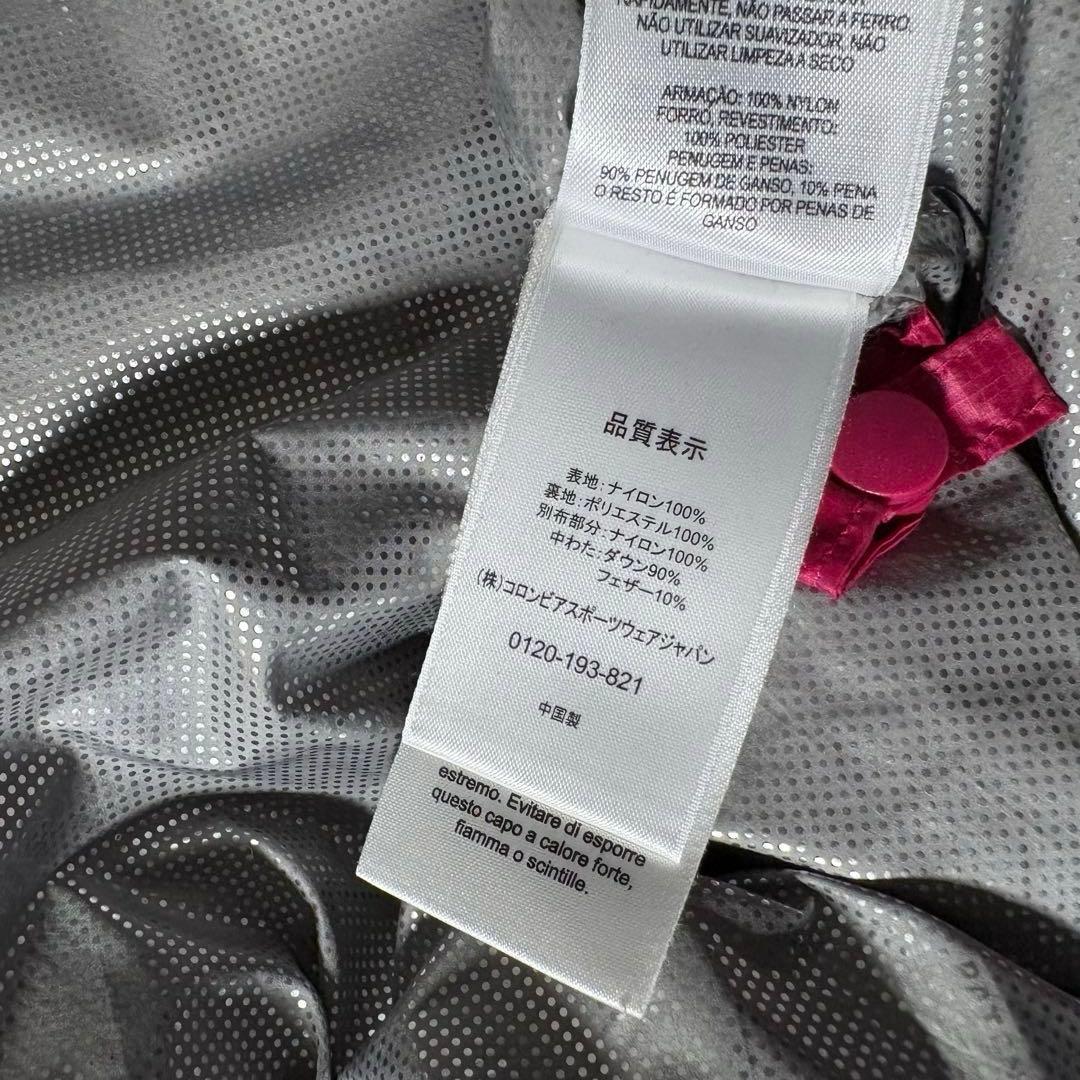 RAPIDAMENTE, NÃO PASSAR A FERRO,
NÃO UTILIZAR SUAVIZADOR, NÃO
UTILIZAR LIMPEZA A SECO
ARMAÇÃO: 100% NYLON
FORRO, REVESTIMENTO:
100% POLIESTER
PENUGEM E PENAS:
90% PENUGEM DE GANSO, 10% PENA
O RESTO É FORMADO POR PENAS DE
GANSO
品質表示
表地：ナイロン100%
裏地：ポリエステル100%
別布部分：ナイロン100%
中わた：ダウン90%
フェザー10%
(株)コロンビアスポーツウェアジャパン
0120-193-821
中国製
estremo. Evitare di esporre
questo capo a calore forte,
fiamma o scintille.